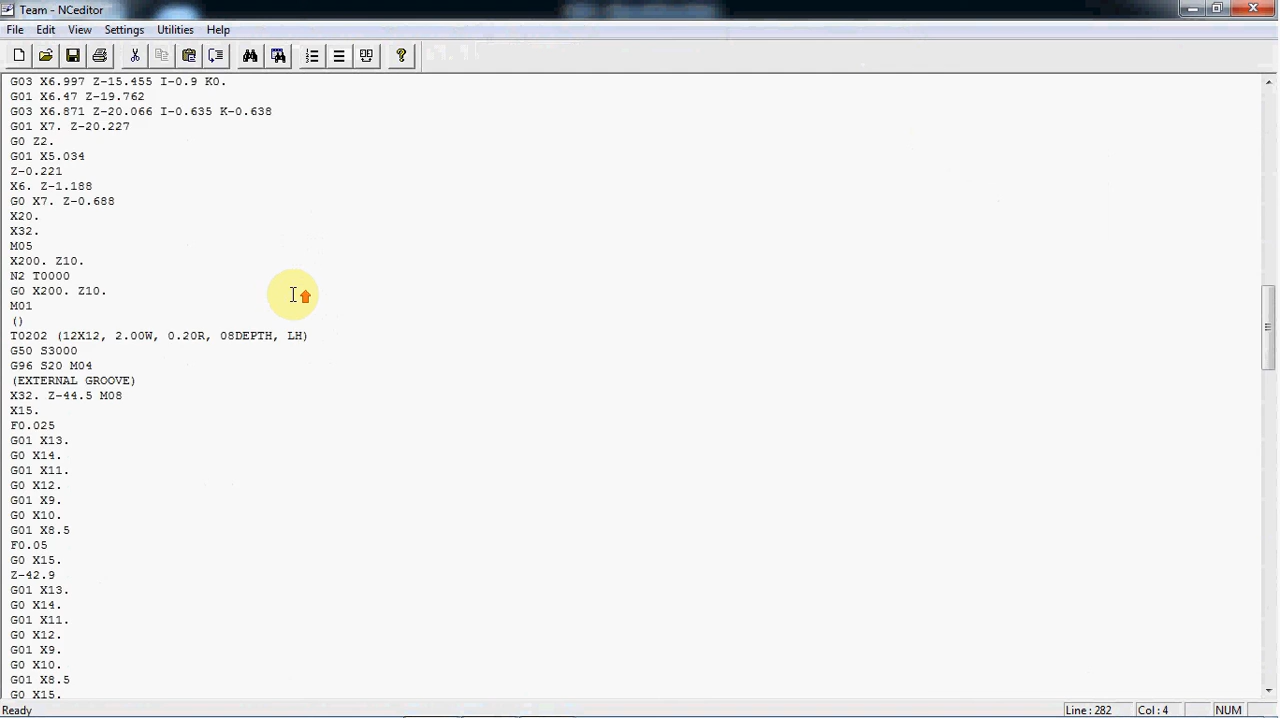 Team - NCeditor
File Edit View Settings Utilities Help
G03 X6.997 Z-15.455 I-0.9 K0.
G01 X6.47 Z-19.762
G03 X6.871 Z-20.066 I-0.635 K-0.638
G01 X7. Z-20.227
G0 Z2.
G01 X5.034
Z-0.221
X6. Z-1.188
G0 X7. Z-0.688
X20.
X32.
M05
X200. Z10.
N2 T0000
G0 X200. Z10.
M01
()
T0202 (12X12, 2.00W, 0.20R, 08DEPTH, LH)
G50 S3000
G96 S20 M04
(EXTERNAL GROOVE)
X32. Z-44.5 M08
X15.
F0.025
G01 X13.
G0 X14.
G01 X11.
G0 X12.
G01 X9.
G0 X10.
G01 X8.5
F0.05
G0 X15.
Z-42.9
G01 X13.
G0 X14.
G01 X11.
G0 X12.
G01 X9.
G0 X10.
G01 X8.5
G0 X15.
Ready Line : 282 Col : 4 NUM